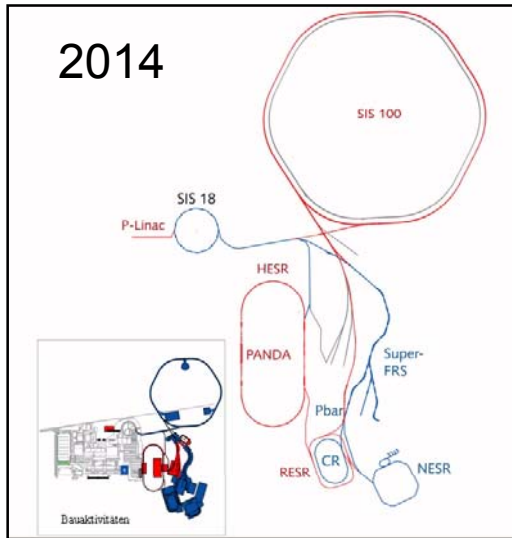 2014
SIS 100
SIS 18
P-Linac
HESR
PANDA
Super-
FRS
Pbar
RESR
CR
NESR
Bauaktivitäten